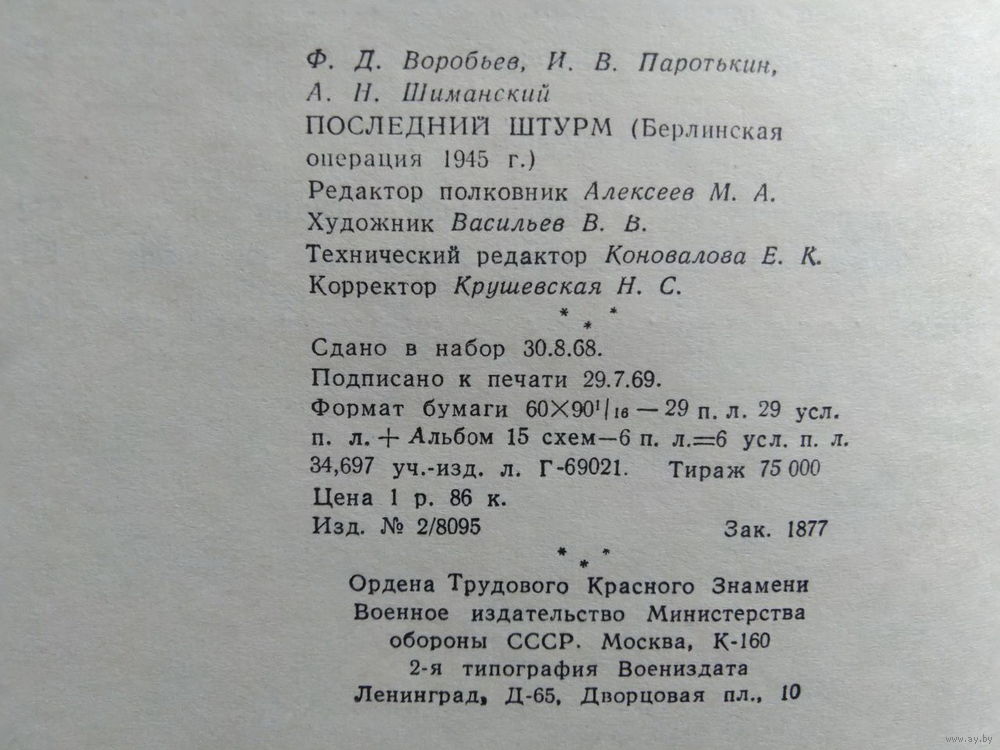 Ф. Д. Воробьев, И. В. Паротькин,
А. Н. Шиманский
ПОСЛЕДНИЙ ШТУРМ (Берлинская
операция 1945 г.)
Редактор полковник Алексеев М. А.
Художник Васильев В. В.
Технический редактор Коновалова Е. К.
Корректор Крушевская Н. С.
* * *
Сдано в набор 30.8.68.
Подписано к печати 29.7.69.
Формат бумаги 60×90¹/₁₆ — 29 п. л. 29 усл.
п. л.+ Альбом 15 схем—6 п. л.=6 усл. п. л.
34,697 уч.-изд. л. Г-69021. Тираж 75 000
Цена 1 р. 86 к.
Изд. № 2/8095 Зак. 1877
* * *
Ордена Трудового Красного Знамени
Военное издательство Министерства
обороны СССР. Москва, К-160
2-я типография Воениздата
Ленинград, Д-65, Дворцовая пл., 10
www.ay.by